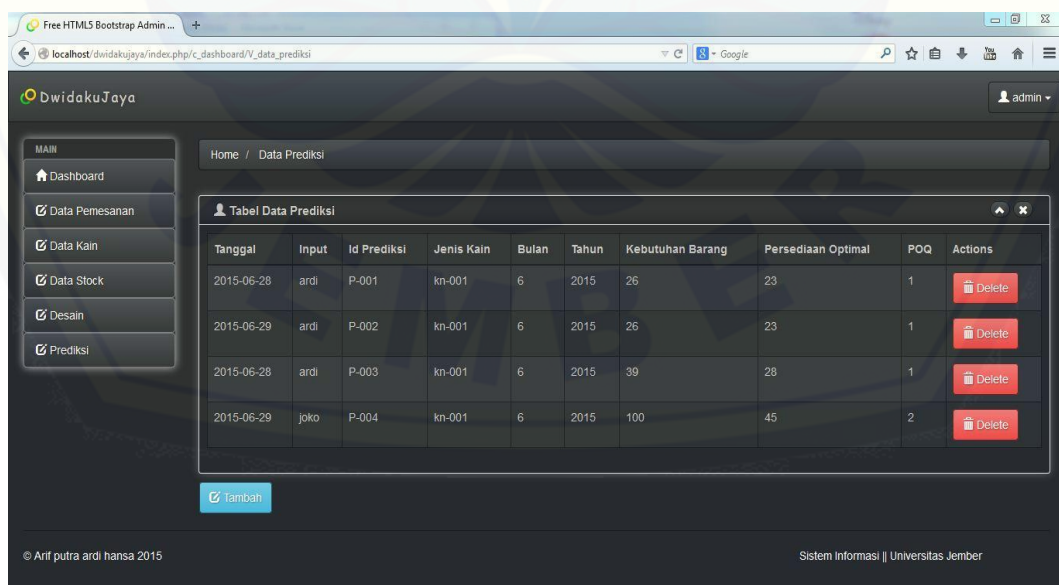 Free HTML5 Bootstrap Admin ...
localhost/dwidakujaya/index.php/c_dashboard/V_data_prediksi
Google
DwidakuJaya
admin
MAIN
Dashboard
Data Pemesanan
Data Kain
Data Stock
Desain
Prediksi
Home / Data Prediksi
Tabel Data Prediksi
Tanggal Input Id Prediksi Jenis Kain Bulan Tahun Kebutuhan Barang Persediaan Optimal POQ Actions
2015-06-28 ardi P-001 kn-001 6 2015 26 23 1 Delete
2015-06-29 ardi P-002 kn-001 6 2015 26 23 1 Delete
2015-06-28 ardi P-003 kn-001 6 2015 39 28 1 Delete
2015-06-29 joko P-004 kn-001 6 2015 100 45 2 Delete
Tambah
© Arif putra ardi hansa 2015
Sistem Informasi || Universitas Jember
JEMBER